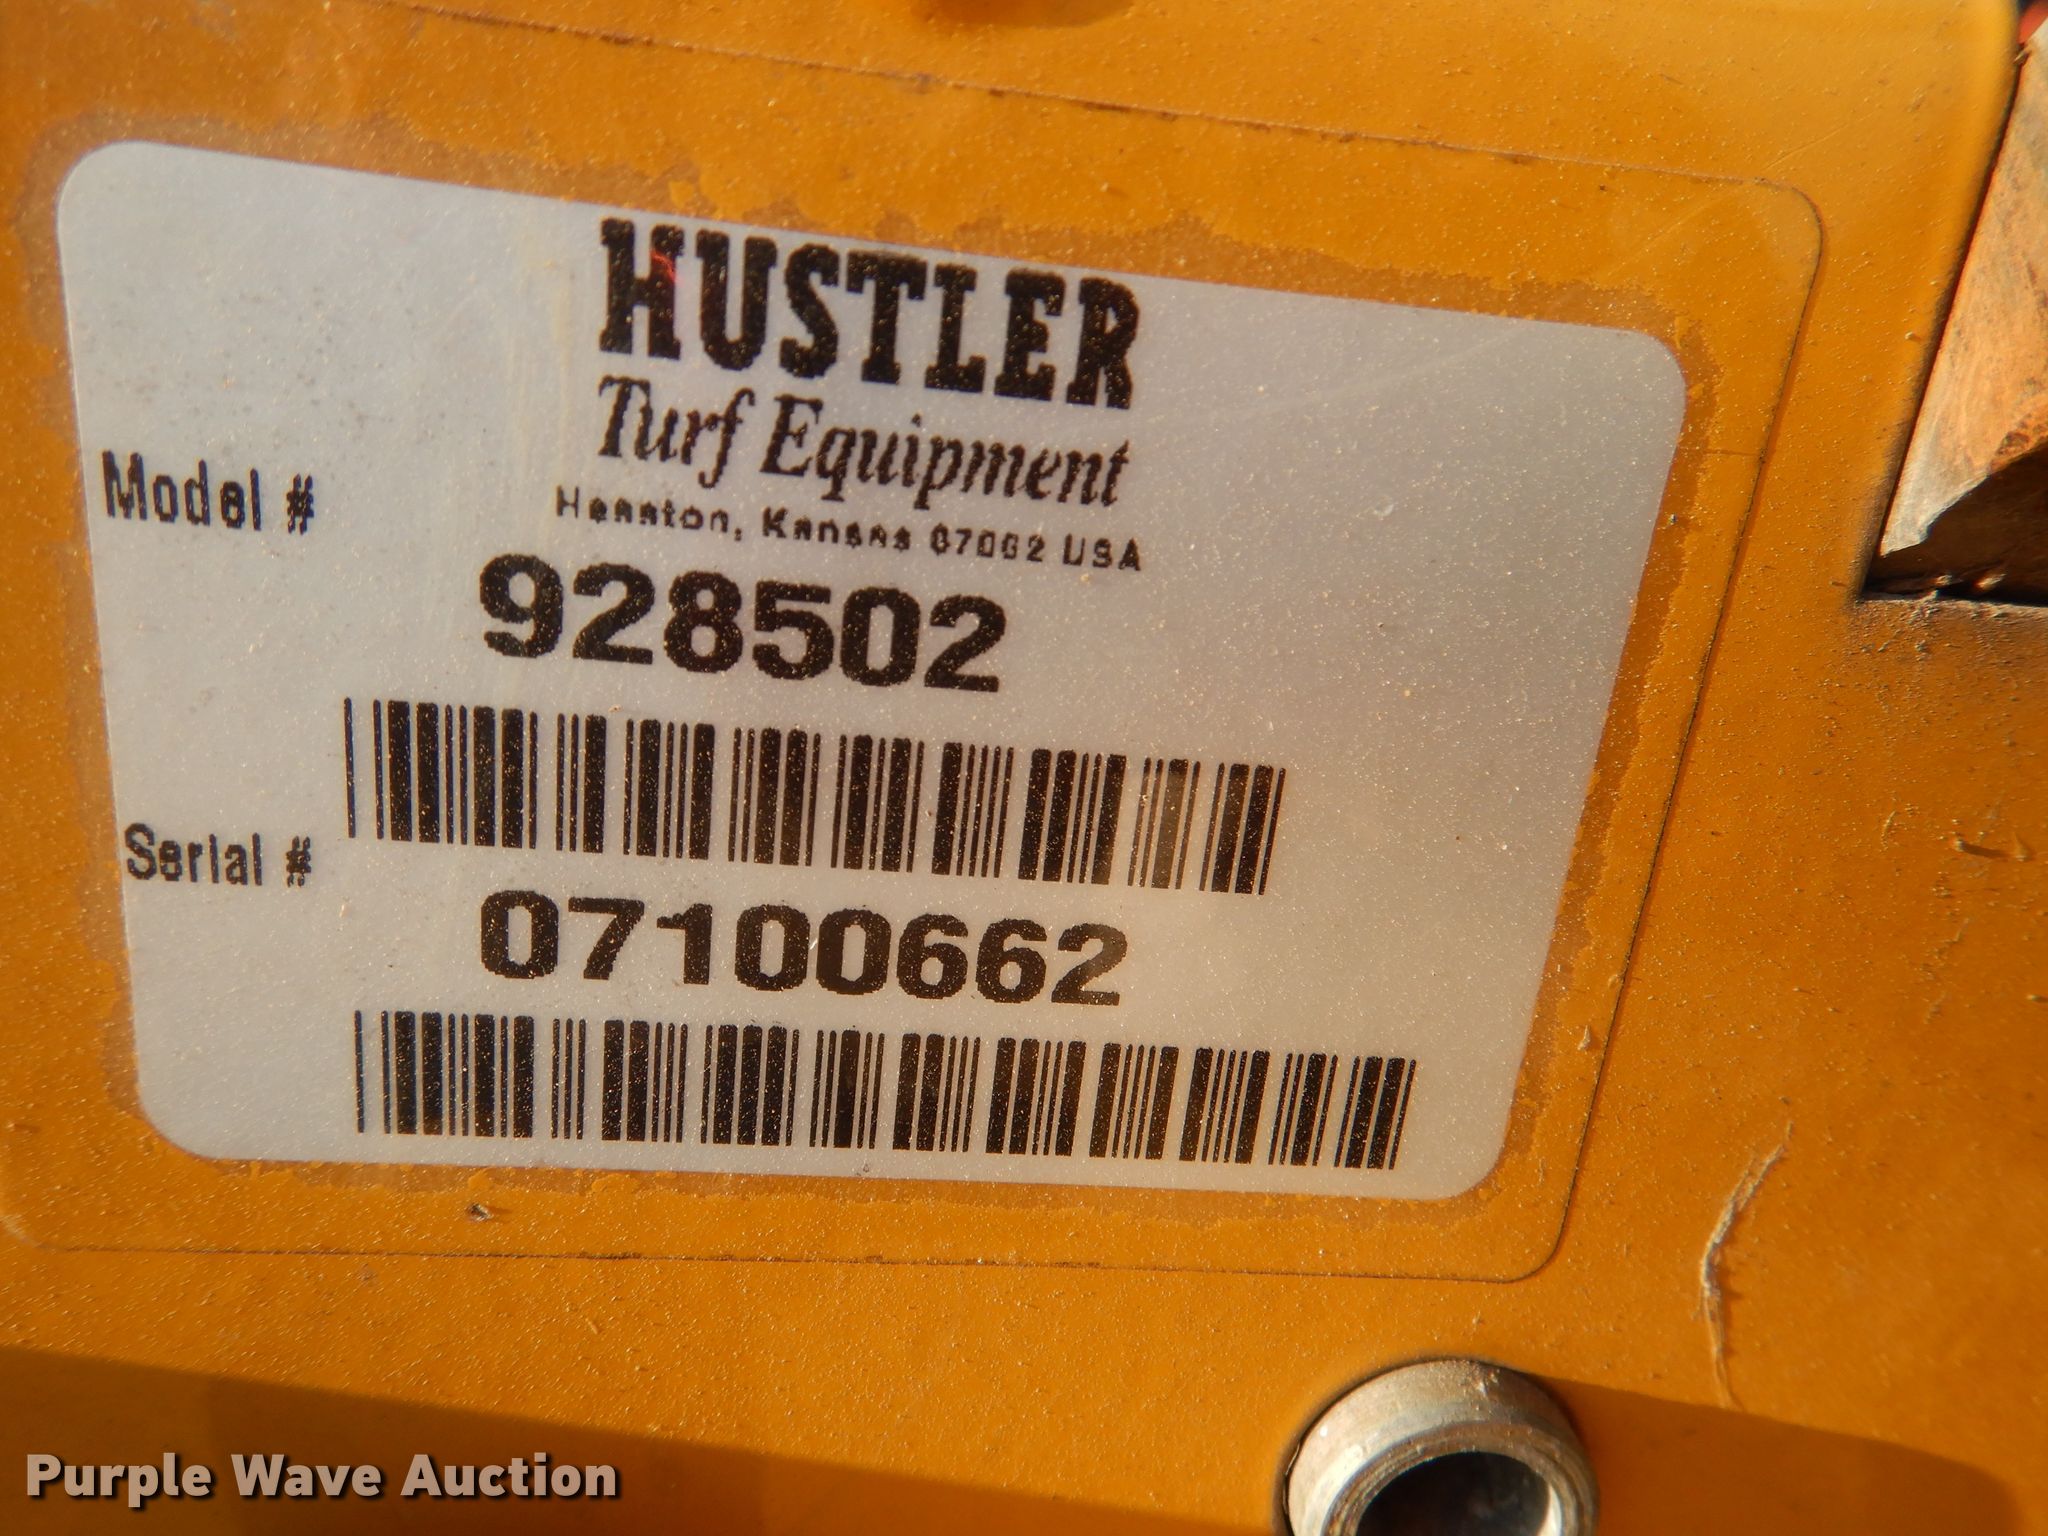 HUSTLER
Turf Equipment
Hesston, Kansas 67062 USA
Model #
928502
Serial #
07100662
Purple Wave Auction